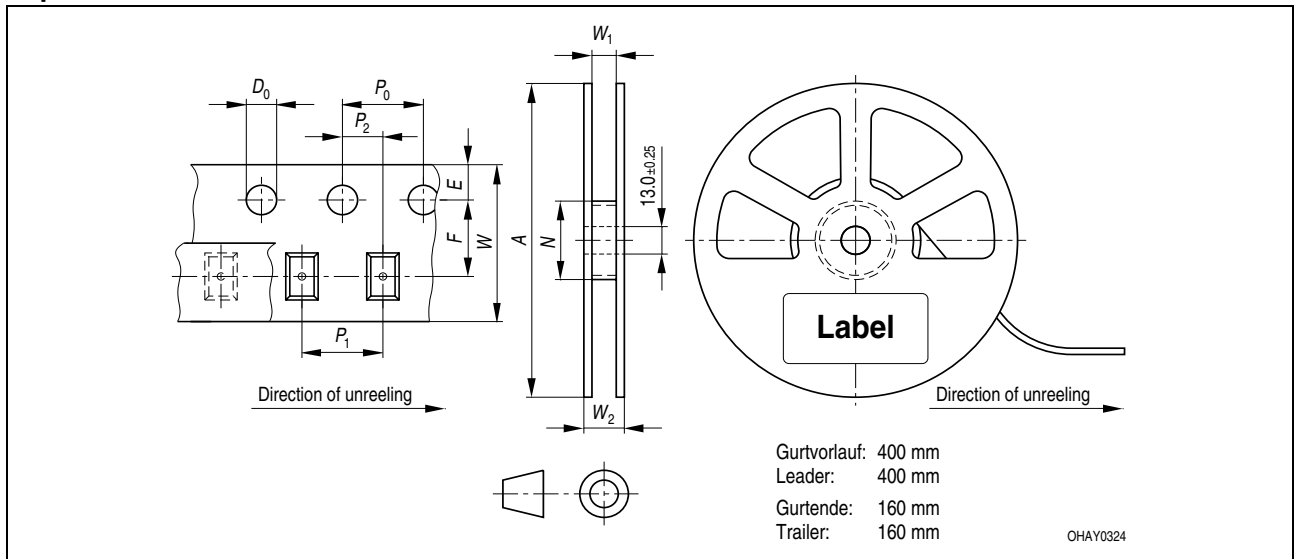 W1
D0
P0
P2
E
F
W
A
N
13.0±0.25
P1
Label
Direction of unreeling
W2
Direction of unreeling
Gurtvorlauf: 400 mm
Leader: 400 mm
Gurtende: 160 mm
Trailer: 160 mm
OHAY0324